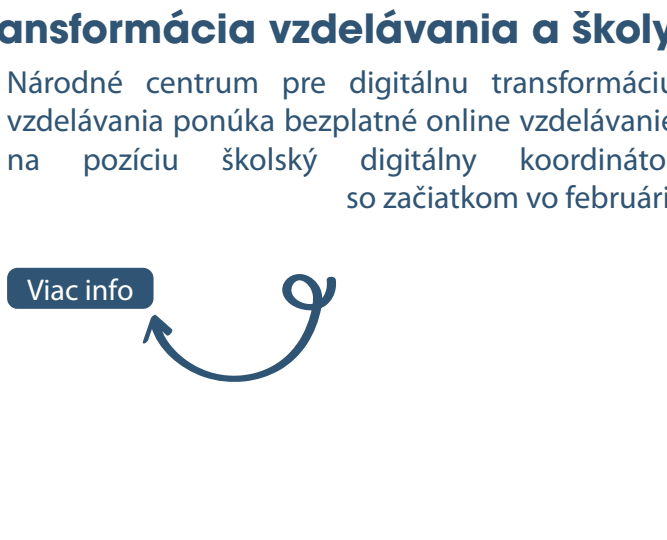 ansformácia vzdelávania a školy
Národné centrum pre digitálnu transformáciu
vzdelávania ponúka bezplatné online vzdelávanie
na pozíciu školský digitálny koordináto
so začiatkom vo februári
Viac info